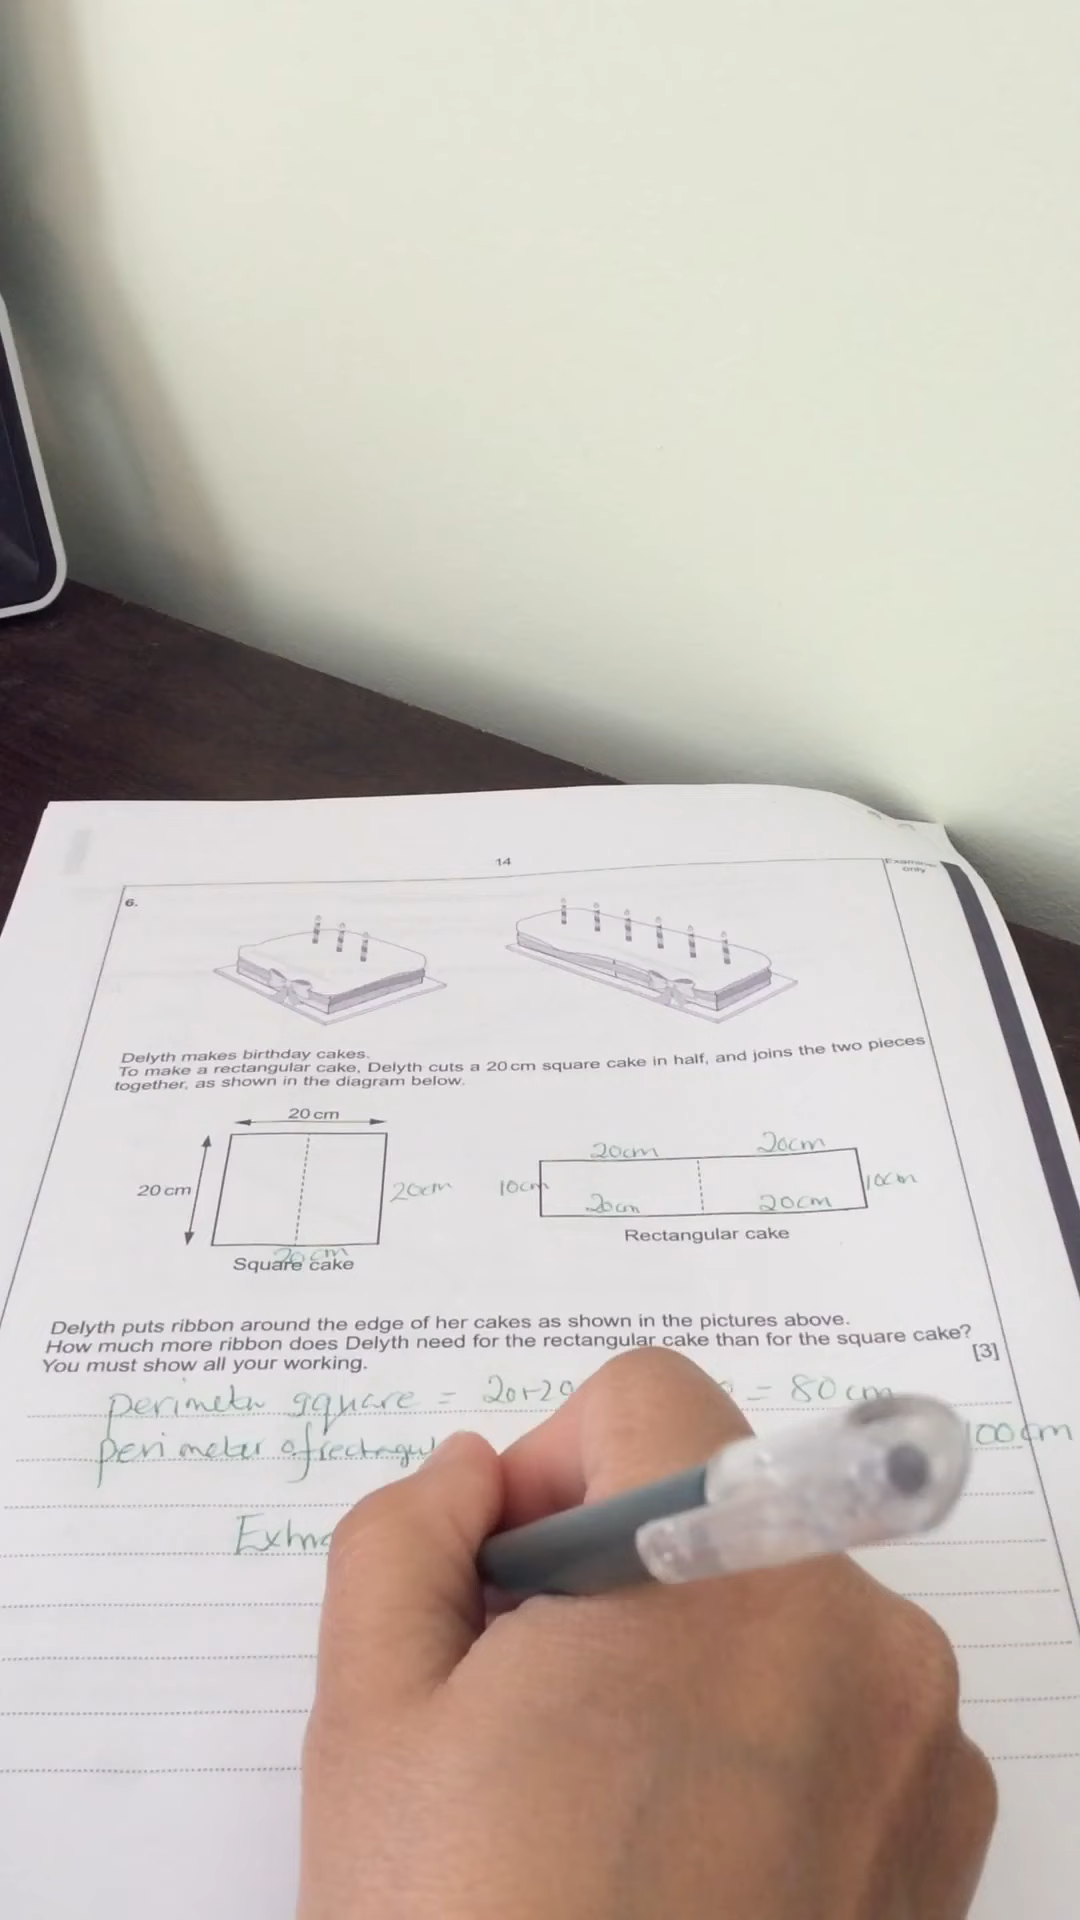 14
Examiner only
6.
Delyth makes birthday cakes.
To make a rectangular cake, Delyth cuts a 20 cm square cake in half, and joins the two pieces
together, as shown in the diagram below.
20 cm
20 cm
20cm
20cm
Square cake
20cm 20cm
10cm 10cm
20cm 20cm
Rectangular cake
Delyth puts ribbon around the edge of her cakes as shown in the pictures above.
How much more ribbon does Delyth need for the rectangular cake than for the square cake?
You must show all your working.
[3]
perimeter square = 20+20 = 80cm
perimeter of rectangul 100cm
Extra